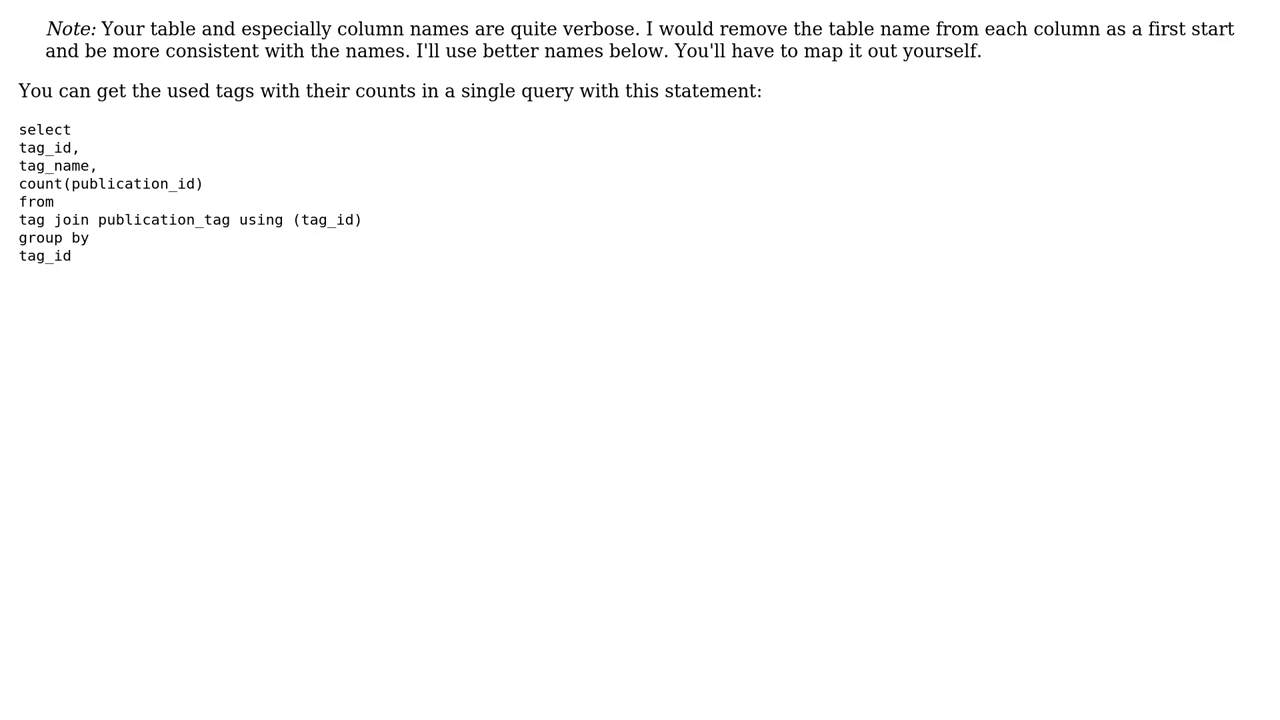 Note: Your table and especially column names are quite verbose. I would remove the table name from each column as a first start
and be more consistent with the names. I'll use better names below. You'll have to map it out yourself.
You can get the used tags with their counts in a single query with this statement:
select
tag_id,
tag_name,
count(publication_id)
from
tag join publication_tag using (tag_id)
group by
tag_id